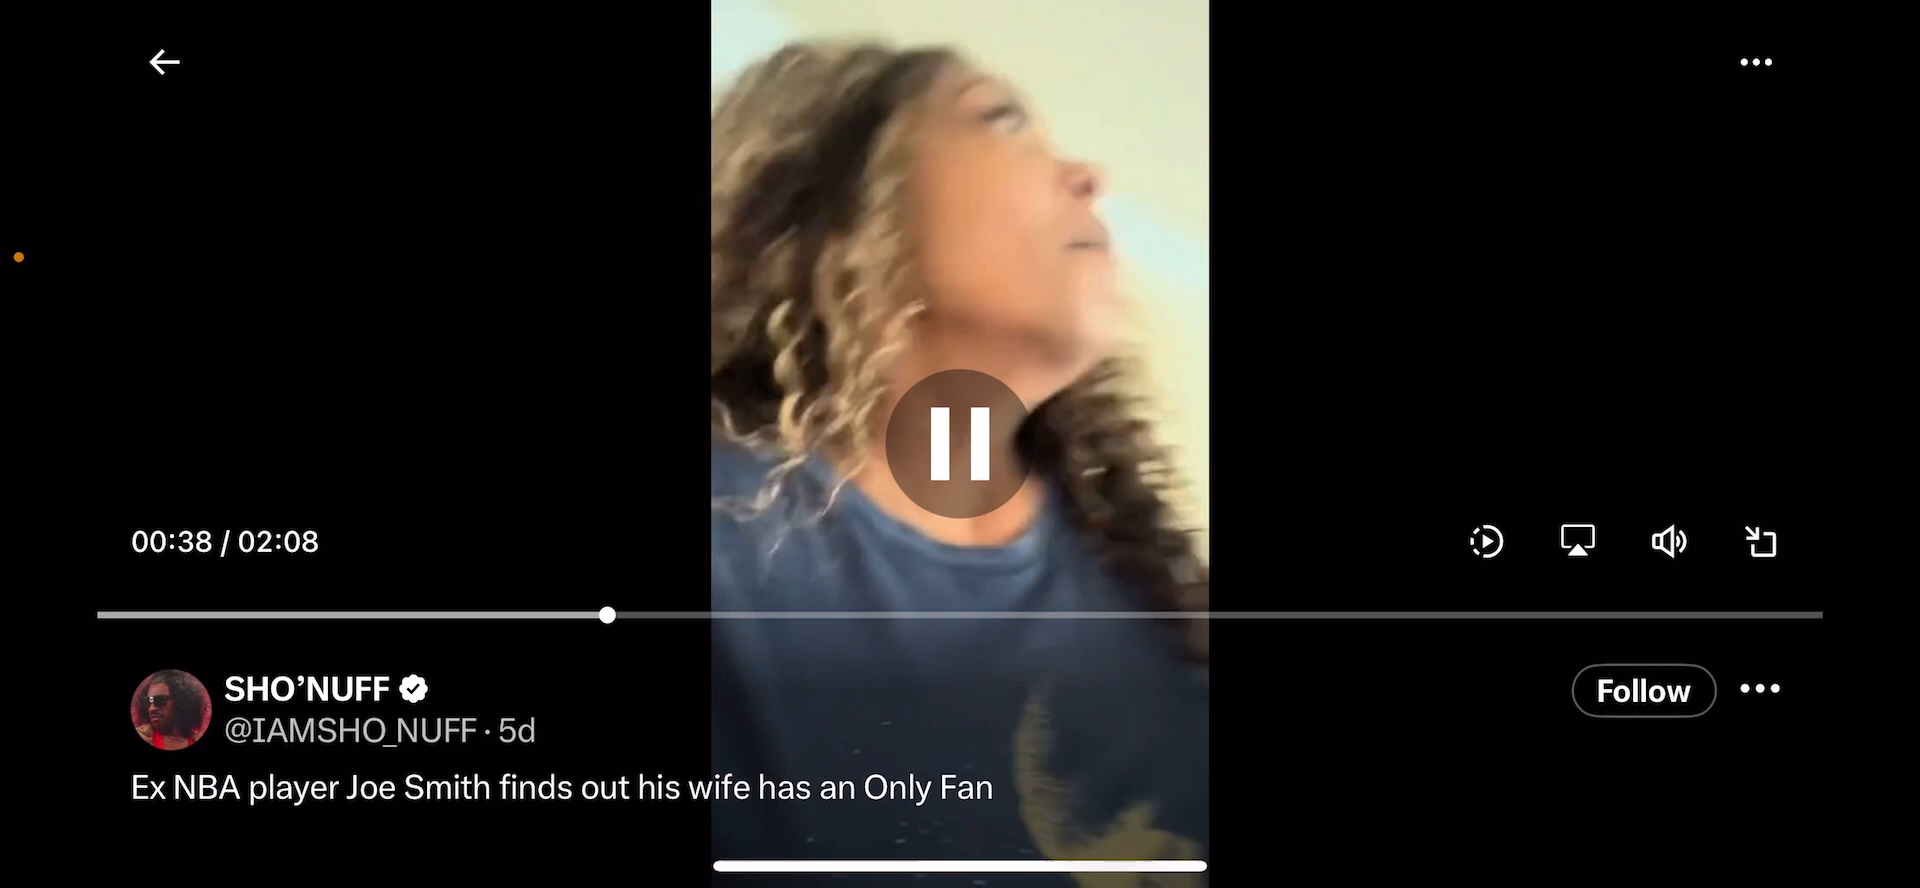 00:38 / 02:08
SHO’NUFF
@IAMSHO_NUFF · 5d
Follow
Ex NBA player Joe Smith finds out his wife has an Only Fan